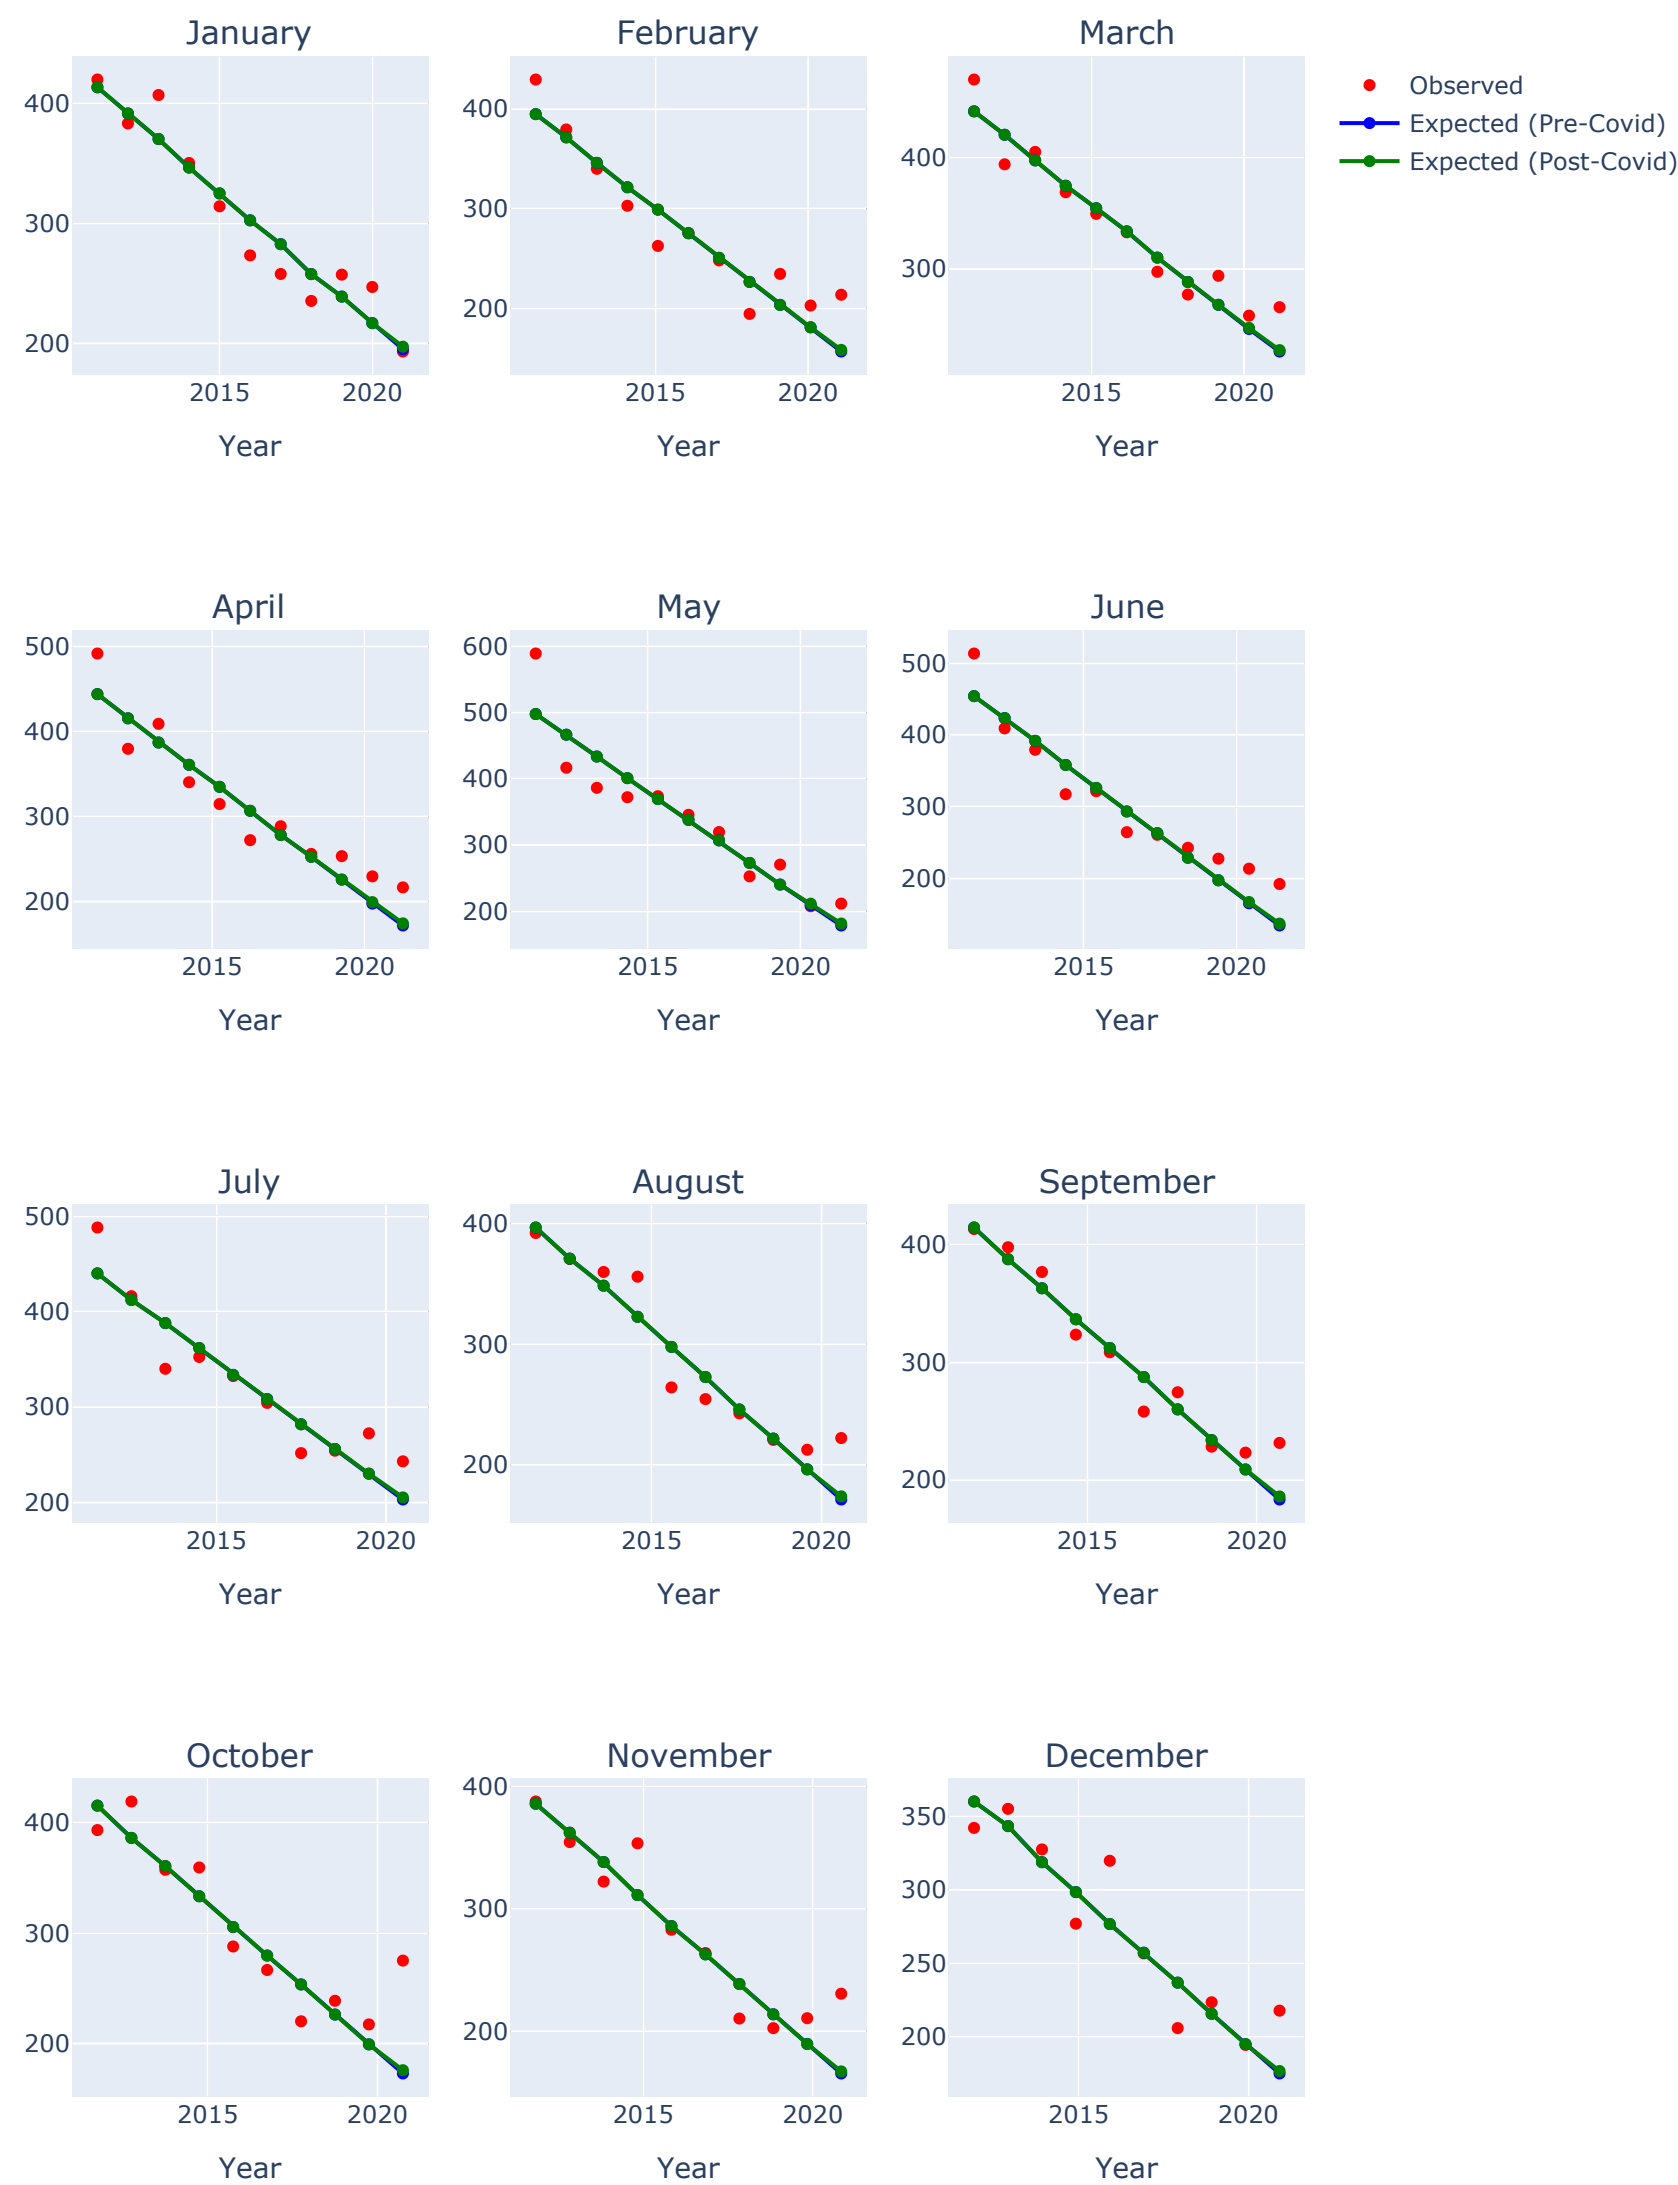 January
February
March
Observed
Expected (Pre-Covid)
Expected (Post-Covid)
400
300
200
2015
2020
Year
400
300
200
2015
2020
Year
400
300
2015
2020
Year
April
May
June
500
400
300
200
2015
2020
Year
600
500
400
300
200
2015
2020
Year
500
400
300
200
2015
2020
Year
July
August
September
500
400
300
200
2015
2020
Year
400
300
200
2015
2020
Year
400
300
200
2015
2020
Year
October
November
December
400
300
200
2015
2020
Year
400
300
200
2015
2020
Year
350
300
250
200
2015
2020
Year